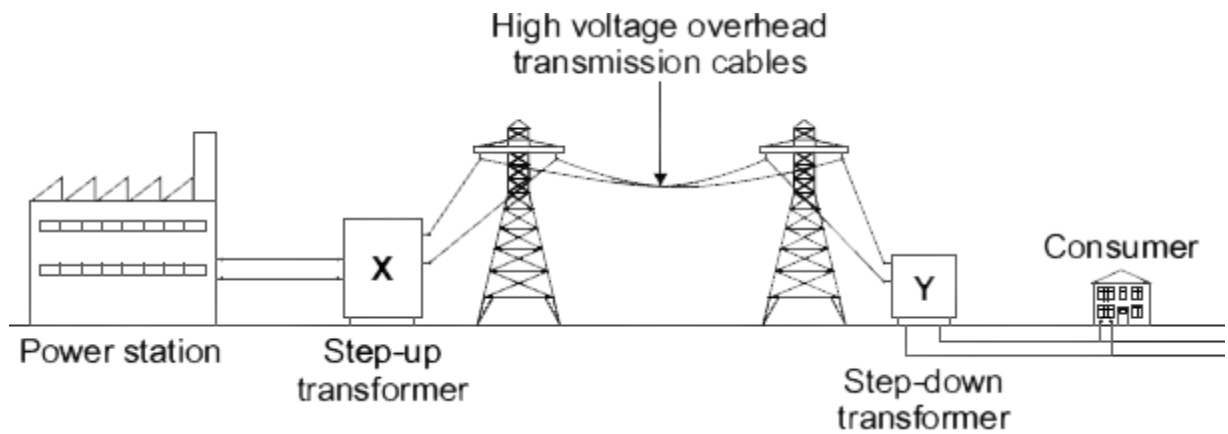 High voltage overhead
transmission cables
X
Y
Consumer
Power station
Step-up
transformer
Step-down
transformer